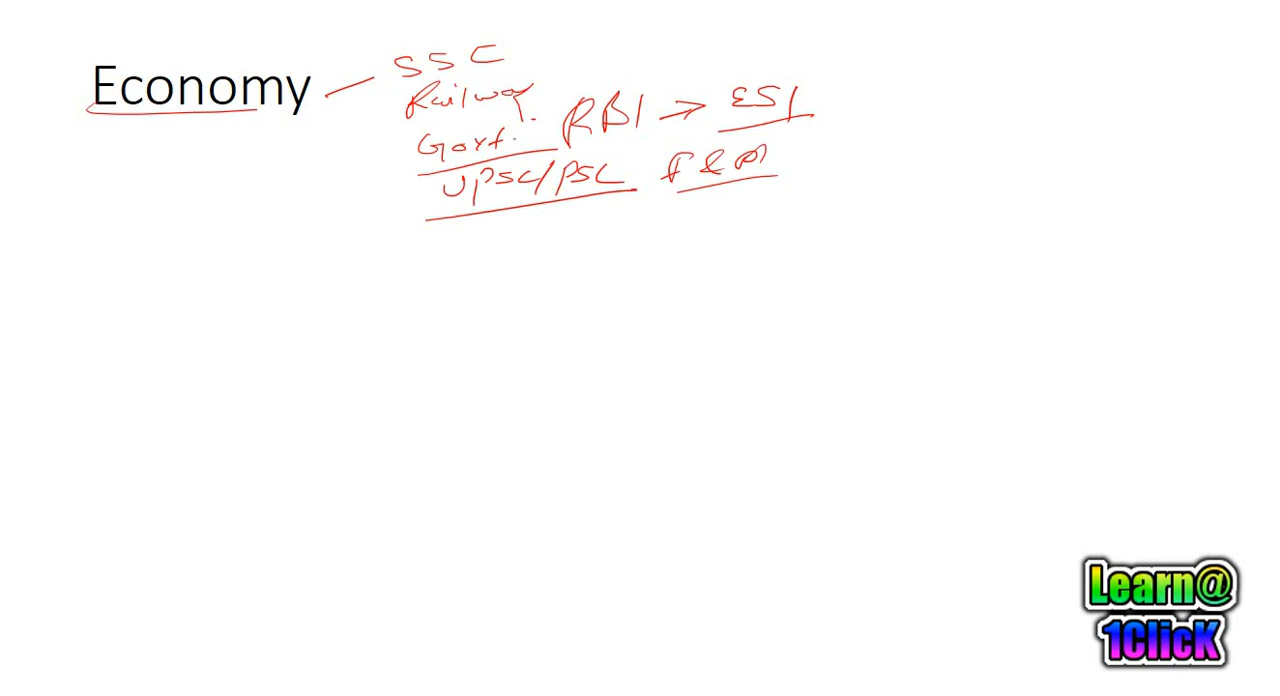 Economy
SSC
Railway
Govt.
RBI → ESI
UPSC/PSC
F & M
Learn@
1ClicK